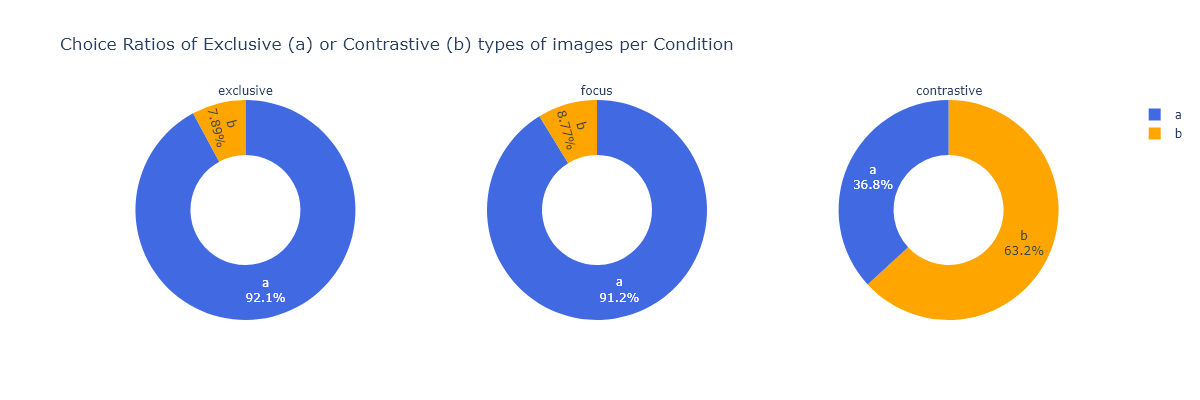 Choice Ratios of Exclusive (a) or Contrastive (b) types of images per Condition
exclusive
b
7.89%
a
92.1%
focus
b
8.77%
a
91.2%
contrastive
a
36.8%
b
63.2%
a
b